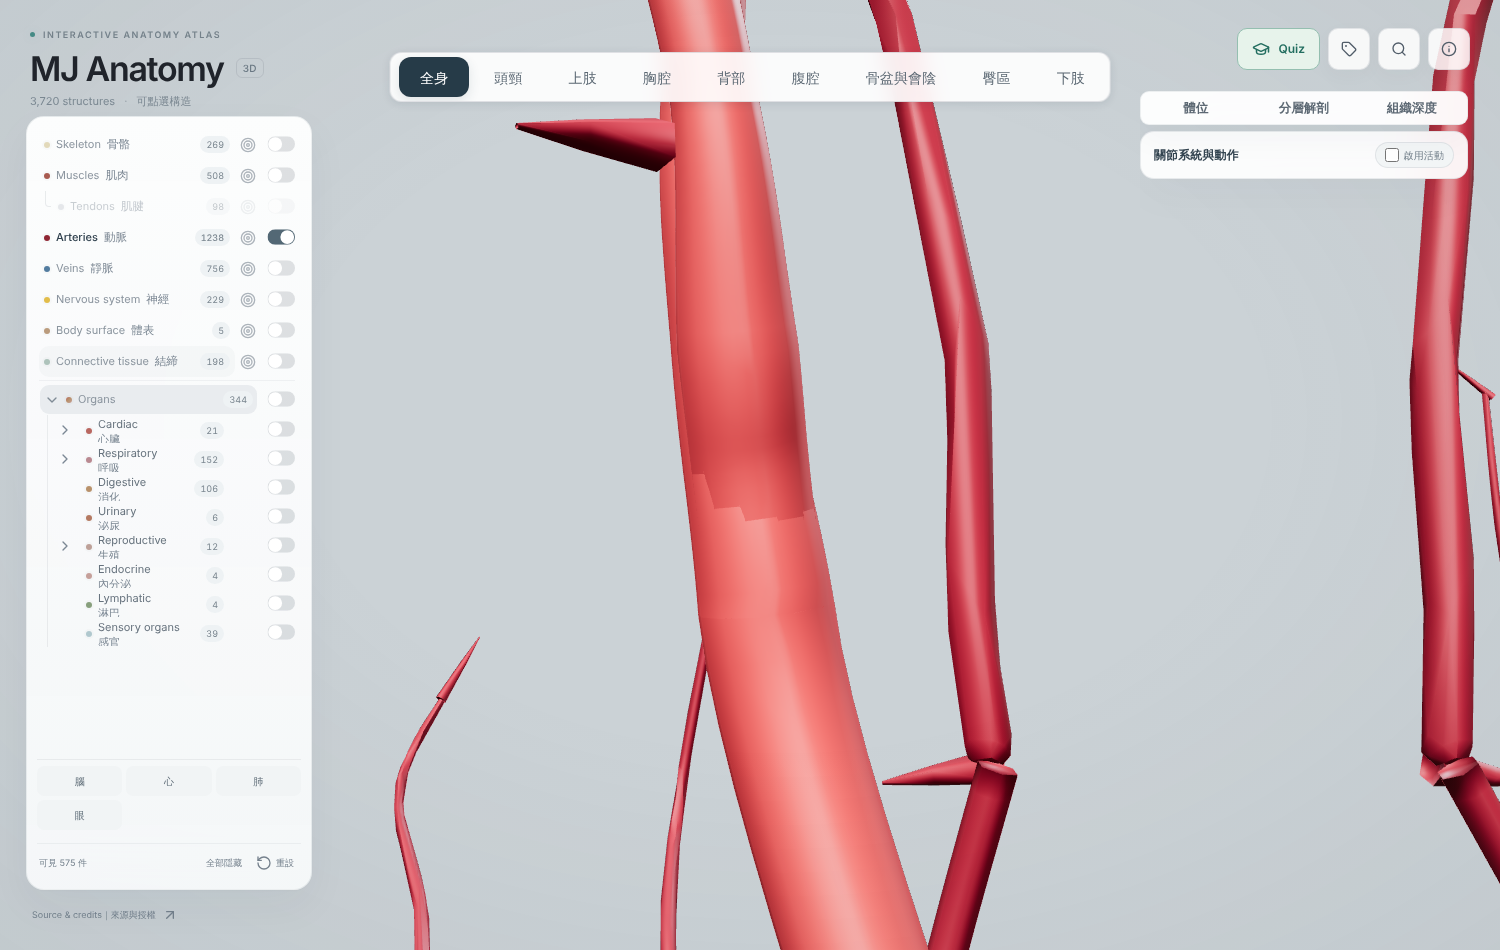 INTERACTIVE ANATOMY ATLAS
MJ Anatomy 3D
3,720 structures · 可點選構造
Skeleton 骨骼 269
Muscles 肌肉 508
Tendons 肌腱 98
Arteries 動脈 1238
Veins 靜脈 756
Nervous system 神經 229
Body surface 體表 5
Connective tissue 結締 198
Organs 344
Cardiac 21
心臟
Respiratory 152
呼吸
Digestive 106
消化
Urinary 6
泌尿
Reproductive 12
生殖
Endocrine 4
內分泌
Lymphatic 4
淋巴
Sensory organs 39
感官
腦 心 肺
眼
可見 575 件 全部隱藏 重設
Source & credits | 來源與授權
全身 頭頸 上肢 胸腔 背部 腹腔 骨盆與會陰 臀區 下肢
Quiz
體位 分層解剖 組織深度
關節系統與動作 啟用活動